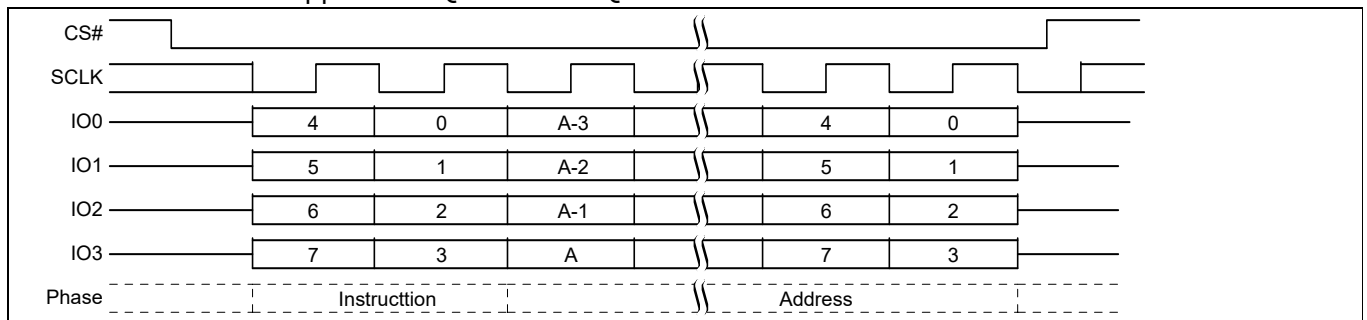 CS#
SCLK
IO0 4 0 A-3 4 0
IO1 5 1 A-2 5 1
IO2 6 2 A-1 6 2
IO3 7 3 A 7 3
Phase Instructtion Address